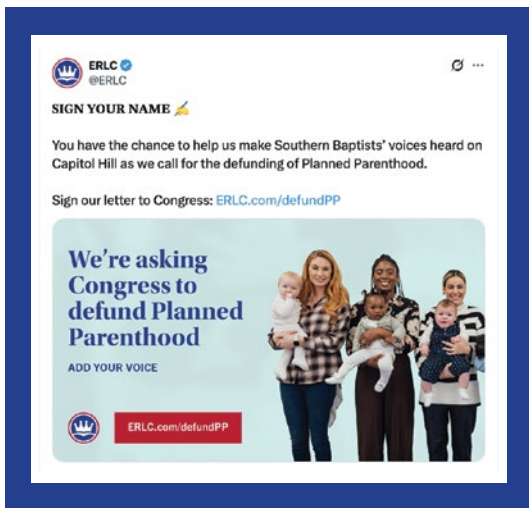 ERLC
@ERLC
SIGN YOUR NAME ✍️
You have the chance to help us make Southern Baptists' voices heard on
Capitol Hill as we call for the defunding of Planned Parenthood.
Sign our letter to Congress: ERLC.com/defundPP
We're asking
Congress to
defund Planned
Parenthood
ADD YOUR VOICE
ERLC.com/defundPP